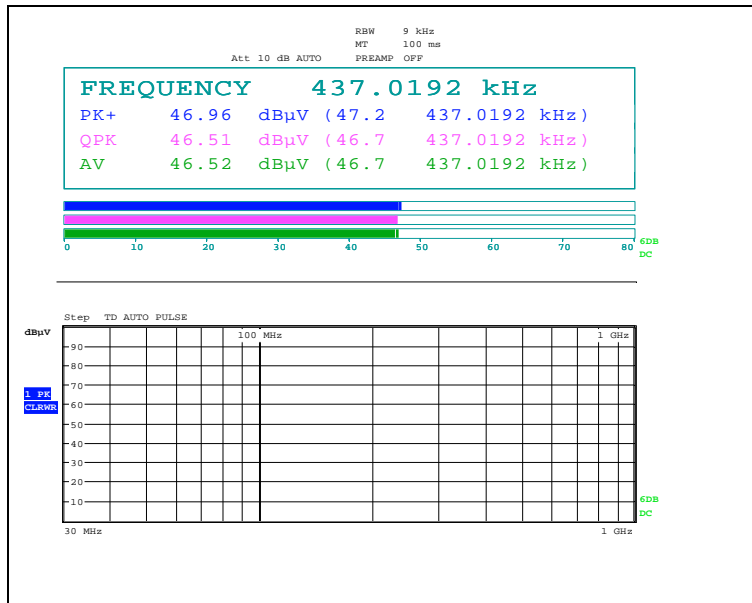 RBW 9 kHz
MT 100 ms
Att 10 dB AUTO PREAMP OFF
FREQUENCY 437.0192 kHz
PK+ 46.96 dBµV (47.2 437.0192 kHz)
QPK 46.51 dBµV (46.7 437.0192 kHz)
AV 46.52 dBµV (46.7 437.0192 kHz)
0 10 20 30 40 50 60 70 80
6DB
DC
Step TD AUTO PULSE
dBµV
100 MHz 1 GHz
90
80
70
1 PK
CLRWR
60
50
40
30
20
10
6DB
DC
30 MHz 1 GHz